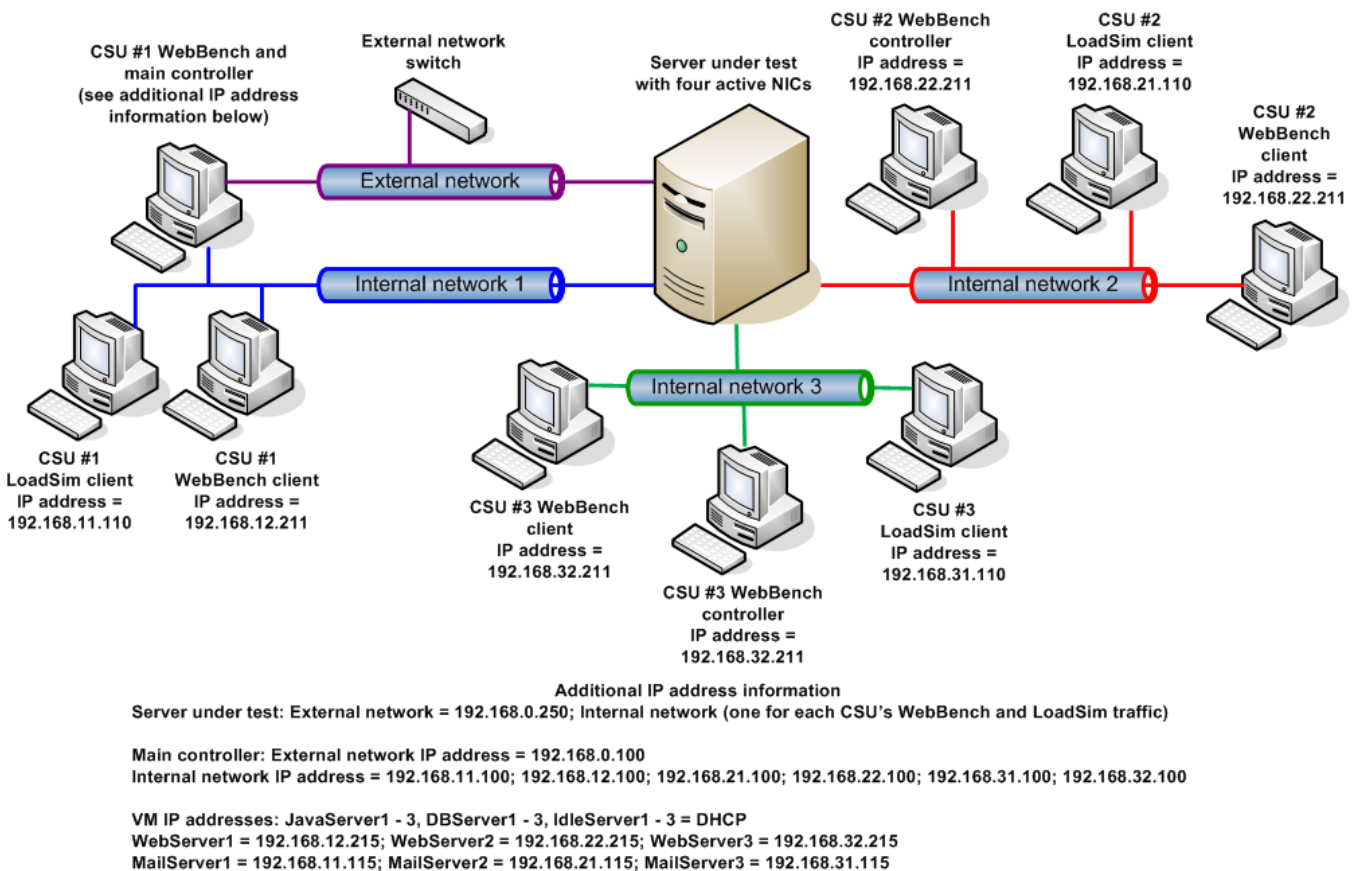 CSU #1 WebBench and
main controller
(see additional IP address
information below)
External network
switch
Server under test
with four active NICs
CSU #2 WebBench
controller
IP address =
192.168.22.211
CSU #2
LoadSim client
IP address =
192.168.21.110
CSU #2
WebBench
client
IP address =
192.168.22.211
External network
Internal network 1
Internal network 2
Internal network 3
CSU #1
LoadSim client
IP address =
192.168.11.110
CSU #1
WebBench client
IP address =
192.168.12.211
CSU #3 WebBench
client
IP address =
192.168.32.211
CSU #3 WebBench
controller
IP address =
192.168.32.211
CSU #3
LoadSim client
IP address =
192.168.31.110
Additional IP address information
Server under test: External network = 192.168.0.250; Internal network (one for each CSU's WebBench and LoadSim traffic)
Main controller: External network IP address = 192.168.0.100
Internal network IP address = 192.168.11.100; 192.168.12.100; 192.168.21.100; 192.168.22.100; 192.168.31.100; 192.168.32.100
VM IP addresses: JavaServer1 - 3, DBServer1 - 3, IdleServer1 - 3 = DHCP
WebServer1 = 192.168.12.215; WebServer2 = 192.168.22.215; WebServer3 = 192.168.32.215
MailServer1 = 192.168.11.115; MailServer2 = 192.168.21.115; MailServer3 = 192.168.31.115